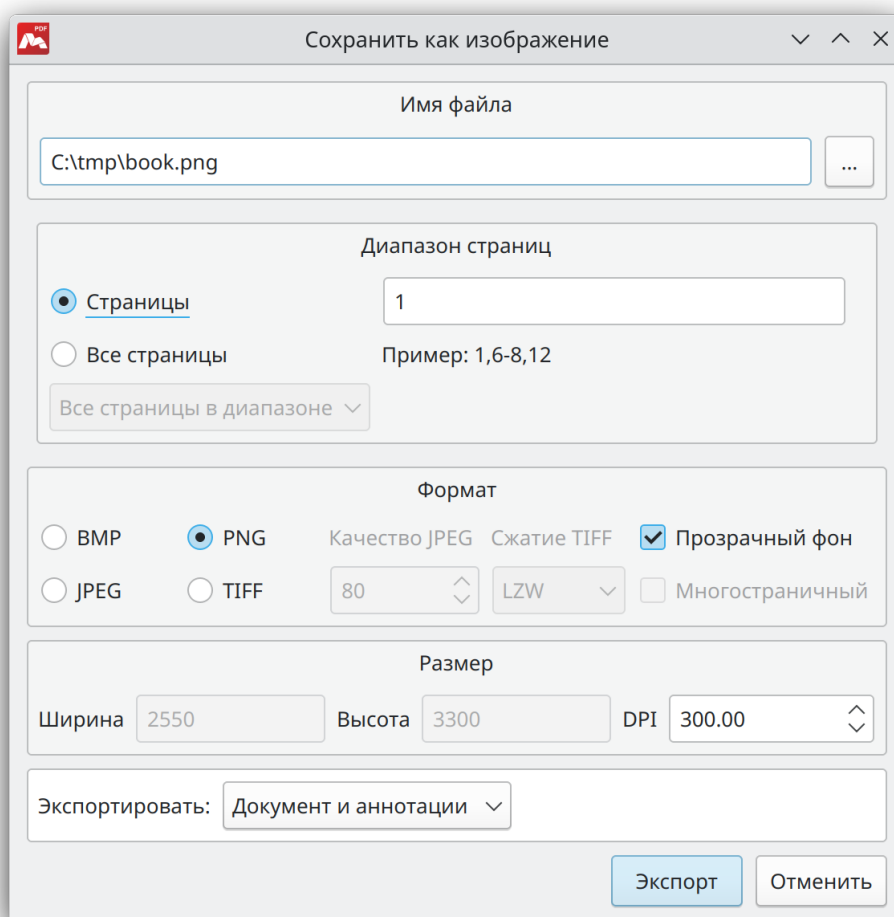 PDF
Сохранить как изображение
Имя файла
C:\tmp\book.png
...
Диапазон страниц
Страницы
1
Все страницы
Пример: 1,6-8,12
Все страницы в диапазоне
Формат
BMP
PNG
Качество JPEG
Сжатие TIFF
Прозрачный фон
JPEG
TIFF
80
LZW
Многостраничный
Размер
Ширина
2550
Высота
3300
DPI
300.00
Экспортировать:
Документ и аннотации
Экспорт
Отменить